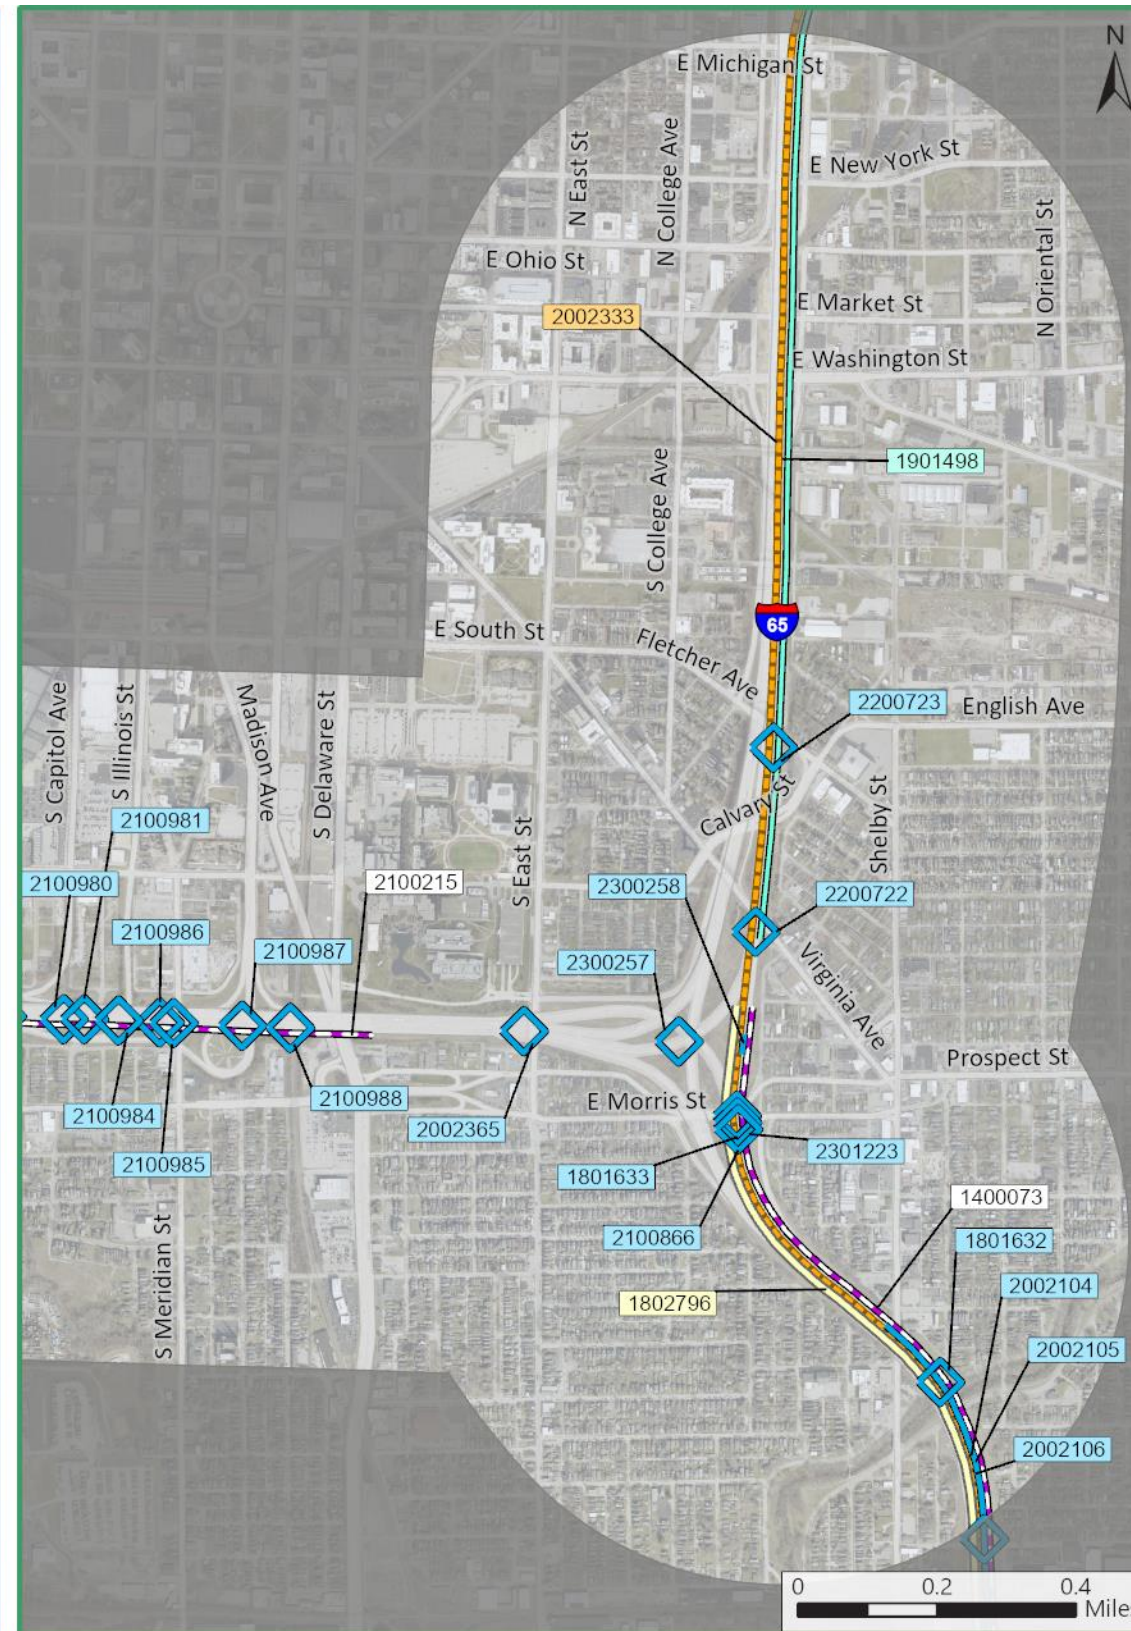 N
E Michigan St
E New York St
N East St
N College Ave
N Oriental St
E Ohio St
E Market St
2002333
E Washington St
1901498
S College Ave
65
E South St
Fletcher Ave
2200723
English Ave
S Capitol Ave
S Illinois St
Madison Ave
S Delaware St
Calvary St
Shelby St
2100981
S East St
2100980
2100215
2300258
2200722
2100986
2100987
2300257
Virginia Ave
Prospect St
2100984
2100988
E Morris St
2002365
2100985
2301223
1801633
1400073
2100866
1801632
S Meridian St
2002104
1802796
2002105
2002106
0 0.2 0.4
Mile